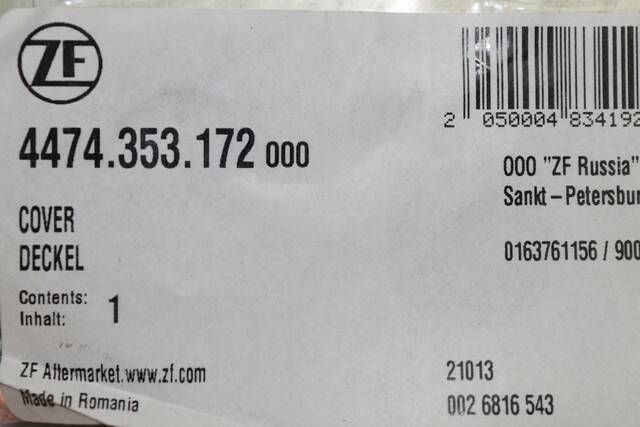 ZF
4474.353.172 000
2 050004 834192
OOO "ZF Russia"
Sankt-Petersbur
0163761156 / 900
COVER
DECKEL
Contents:
Inhalt: 1
ZF Aftermarket.www.zf.com
Made in Romania
21013
002 6816 543